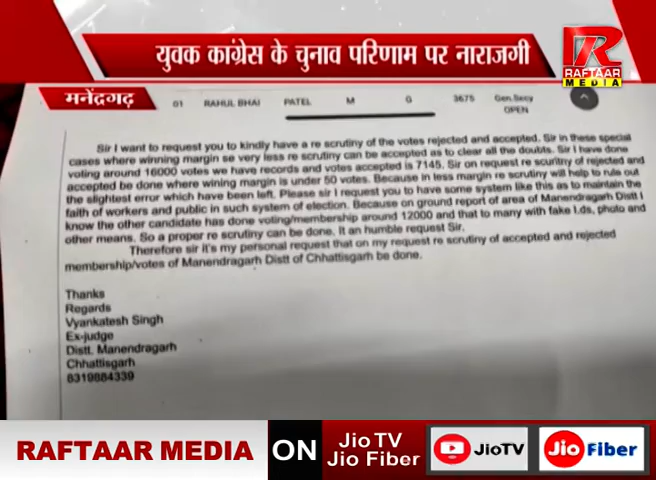 युवक कांग्रेस के चुनाव परिणाम पर नाराजगी
RAFTAAR
MEDIA
मनेंद्रगढ़
01 RAHUL BHAI PATEL M G 3675 Gen.Secy
OPEN
Sir I want to request you to kindly have a re scrutiny of the votes rejected and accepted. Sir in these special
cases where winning margin se very less re scrutiny can be accepted as to clear all the doubts. Sir I have done
voting around 16000 votes we have records and votes accepted is 7145. Sir on request re scuritny of rejected and
accepted be done where wining margin is under 50 votes. Because in less margin re scrutiny will help to rule out
the slightest error which have been left. Please sir I request you to have some system like this as to maintain the
faith of workers and public in such system of election. Because on ground report of area of Manendragarh Distt I
know the other candidate has done voting/membership around 12000 and that to many with fake I.ds, photo and
other means. So a proper re scrutiny can be done. It an humble request Sir.
Therefore sir it's my personal request that on my request re scrutiny of accepted and rejected
membership/votes of Manendragarh Distt of Chhattisgarh be done.
Thanks
Regards
Vyankatesh Singh
Ex-judge
Distt. Manendragarh
Chhattisgarh
8319884339
RAFTAAR MEDIA ON Jio TV
Jio Fiber
JioTV
Jio Fiber